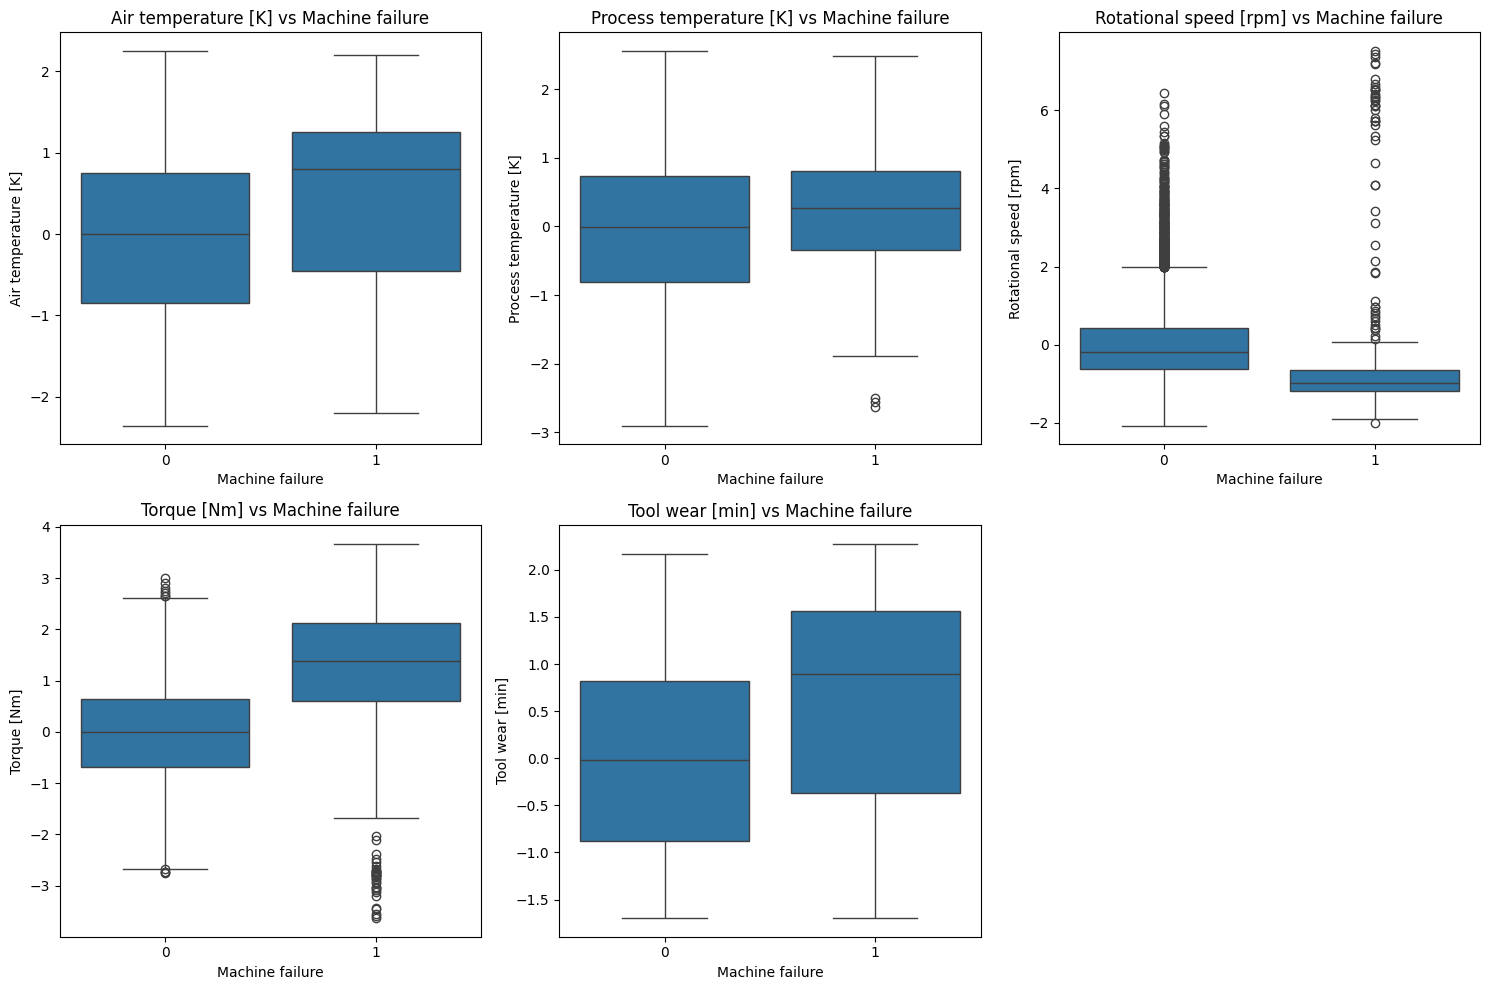 Air temperature [K] vs Machine failure
Air temperature [K]
2
1
0
−1
−2
0 1
Machine failure
Process temperature [K] vs Machine failure
Process temperature [K]
2
1
0
−1
−2
−3
0 1
Machine failure
Rotational speed [rpm] vs Machine failure
Rotational speed [rpm]
6
4
2
0
−2
0 1
Machine failure
Torque [Nm] vs Machine failure
Torque [Nm]
4
3
2
1
0
−1
−2
−3
0 1
Machine failure
Tool wear [min] vs Machine failure
Tool wear [min]
2.0
1.5
1.0
0.5
0.0
−0.5
−1.0
−1.5
0 1
Machine failure